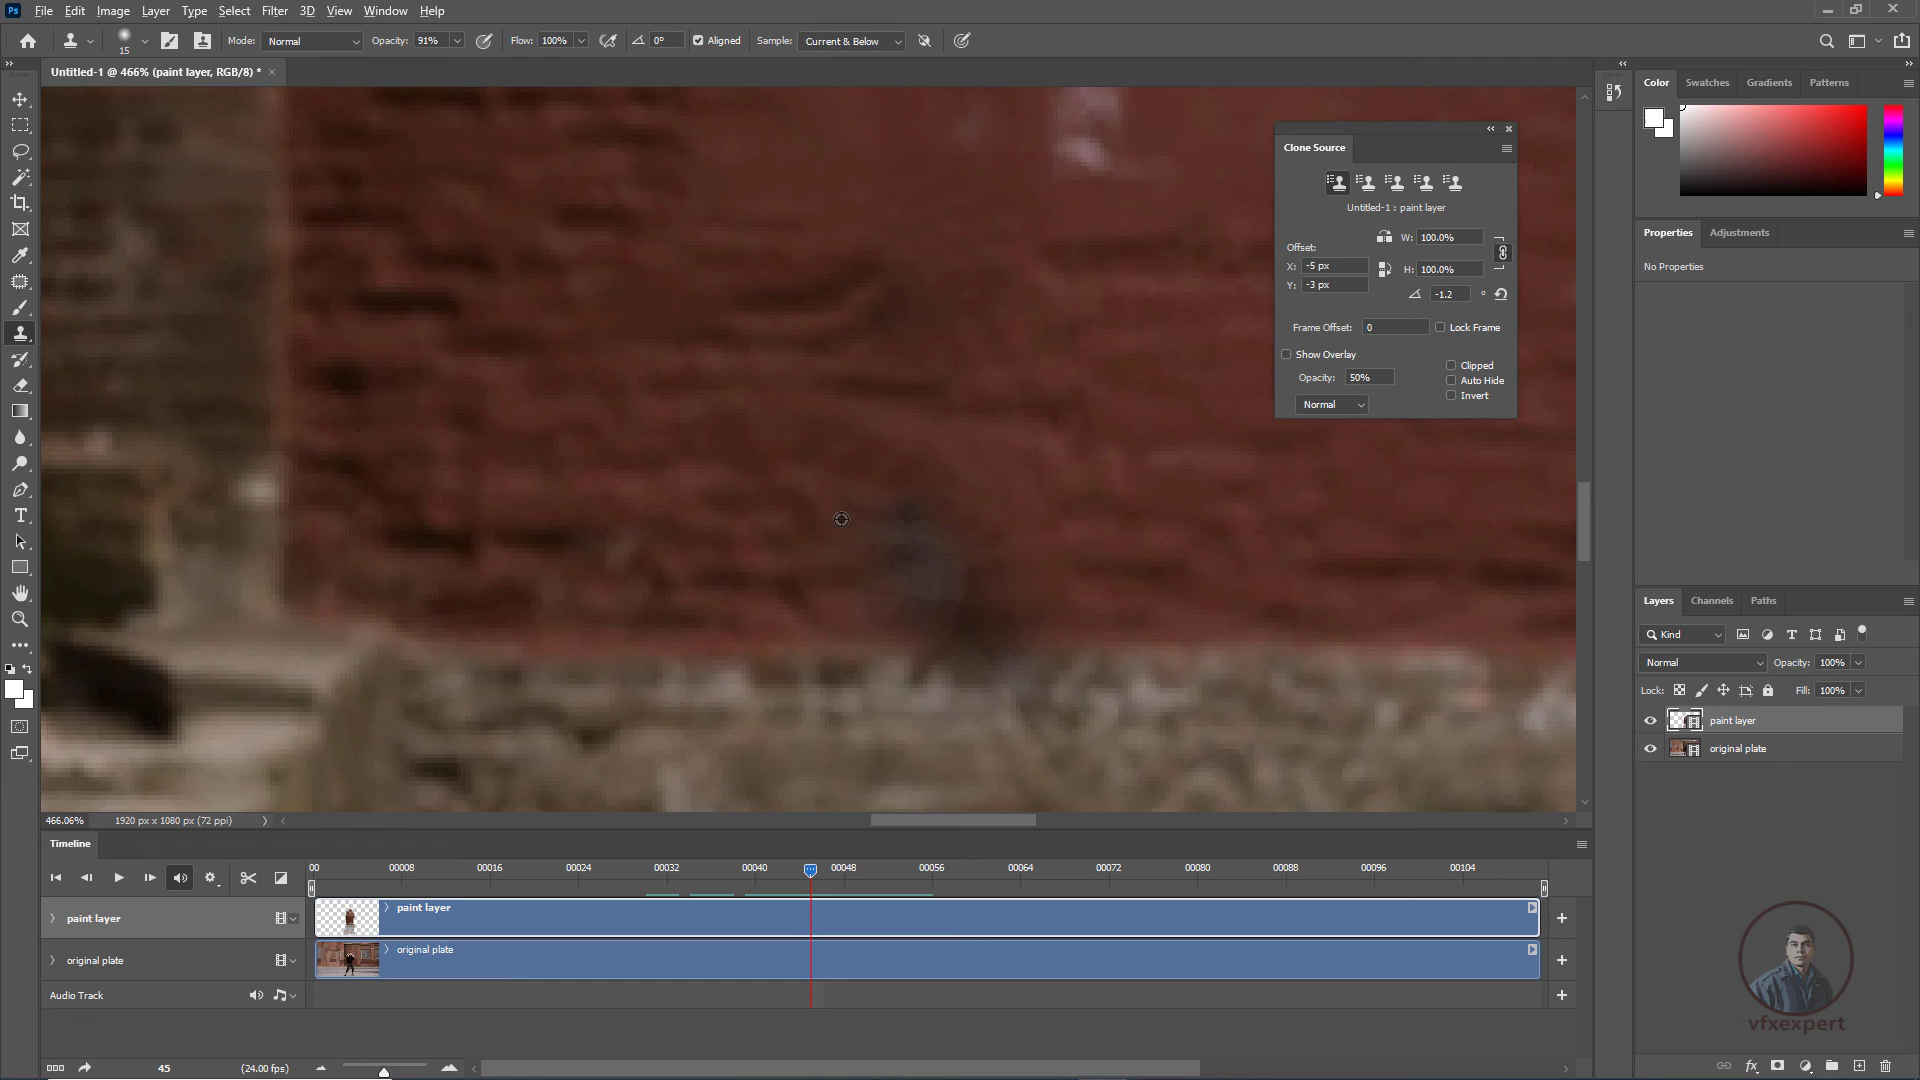 Ps File Edit Image Layer Type Select Filter 3D View Window Help
15 Mode: Normal Opacity: 91% Flow: 100% 0° Aligned Sample: Current & Below
Untitled-1 @ 466% (paint layer, RGB/8) * ×
Color Swatches Gradients Patterns
Clone Source
Untitled-1 : paint layer
Offset:
W: 100.0%
X: -5 px
H: 100.0%
Y: -3 px
-1.2 °
Frame Offset: 0 Lock Frame
Show Overlay
Opacity: 50%
Normal
Clipped
Auto Hide
Invert
Properties Adjustments
No Properties
Layers Channels Paths
Kind
Normal Opacity: 100%
Lock: Fill: 100%
paint layer
original plate
466.06% 1920 px x 1080 px (72 ppi)
Timeline
00 00008 00016 00024 00032 00040 00048 00056 00064 00072 00080 00088 00096 00104
paint layer
paint layer
original plate
original plate
Audio Track
45 (24.00 fps)
vfxexpert